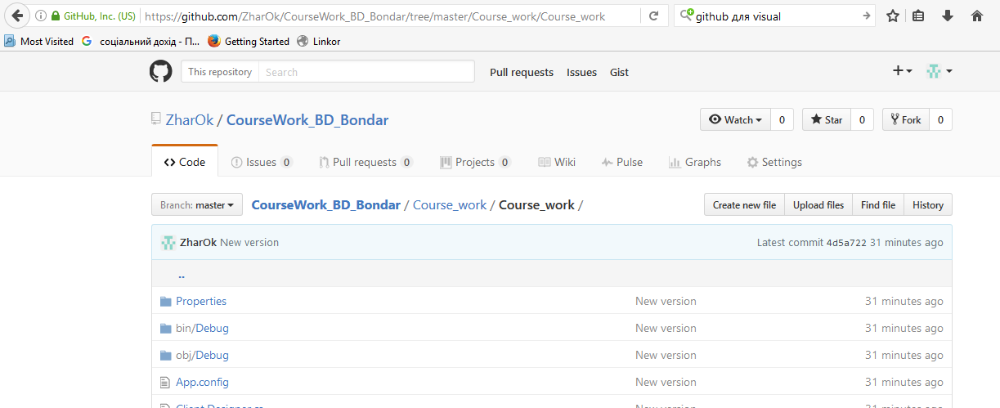 GitHub, Inc. (US) https://github.com/ZharOk/CourseWork_BD_Bondar/tree/master/Course_work/Course_work github для visual
Most Visited соціальний дохід - П... Getting Started Linkor
This repository Search Pull requests Issues Gist
ZharOk / CourseWork_BD_Bondar Watch 0 Star 0 Fork 0
Code Issues 0 Pull requests 0 Projects 0 Wiki Pulse Graphs Settings
Branch: master CourseWork_BD_Bondar / Course_work / Course_work / Create new file Upload files Find file History
ZharOk New version Latest commit 4d5a722 31 minutes ago
..
Properties New version 31 minutes ago
bin/Debug New version 31 minutes ago
obj/Debug New version 31 minutes ago
App.config New version 31 minutes ago